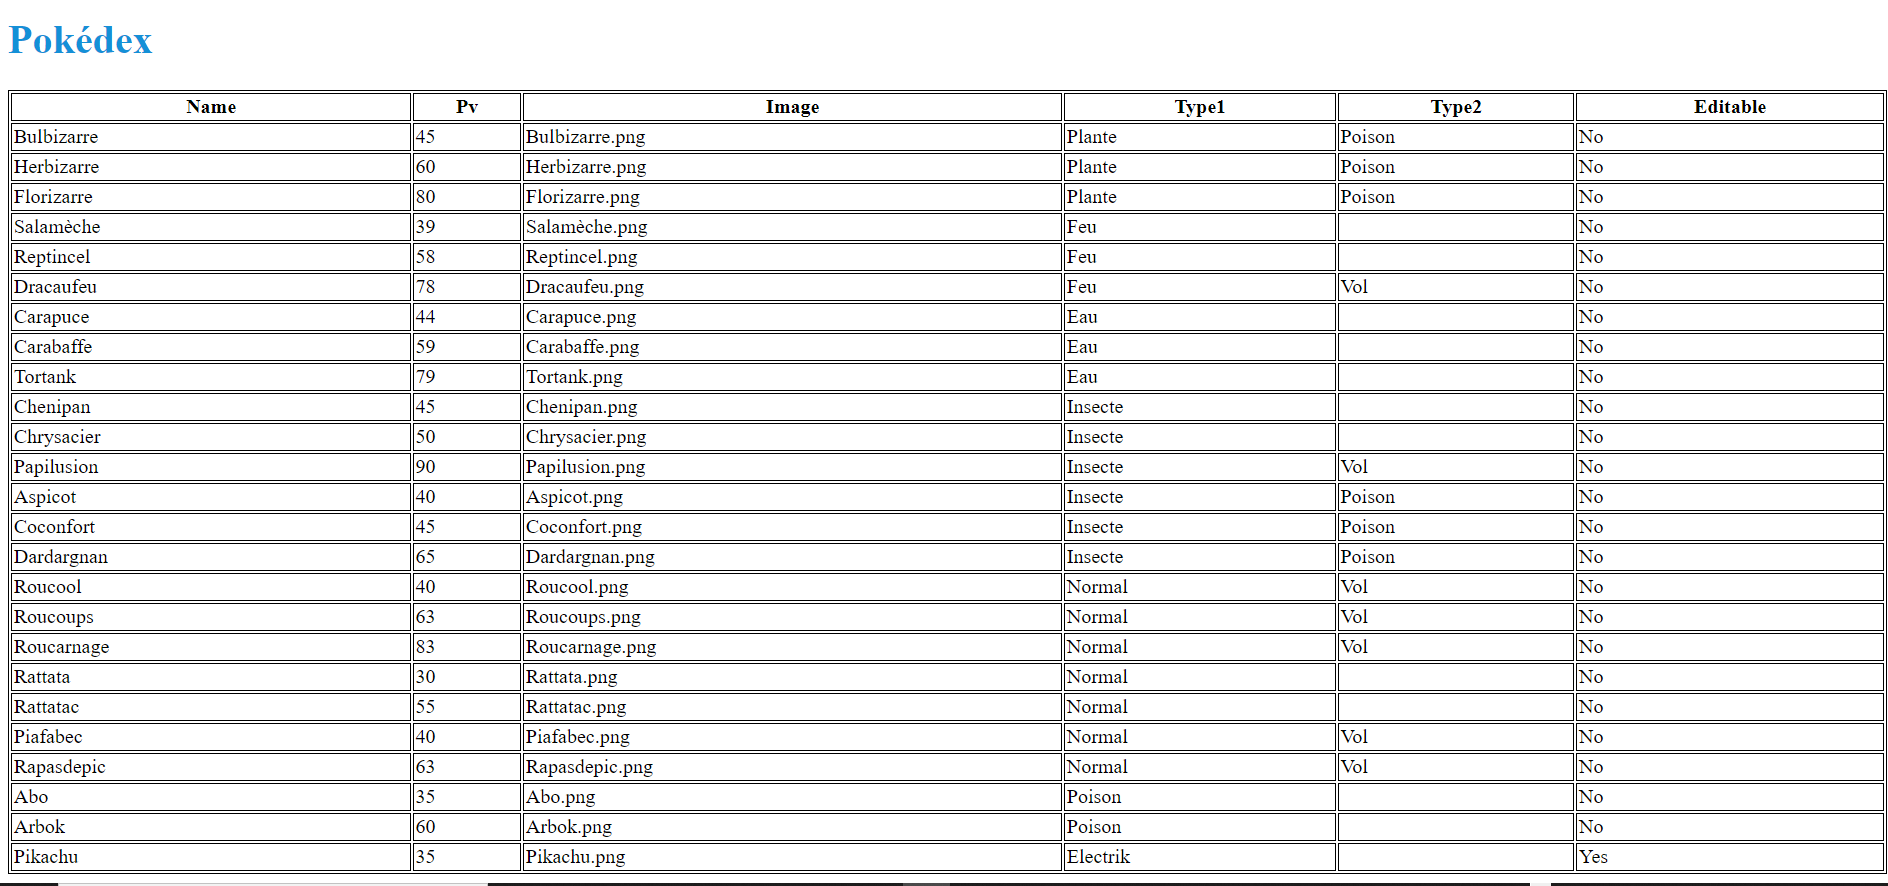 Pokédex
Name Pv Image Type1 Type2 Editable
Bulbizarre 45 Bulbizarre.png Plante Poison No
Herbizarre 60 Herbizarre.png Plante Poison No
Florizarre 80 Florizarre.png Plante Poison No
Salamèche 39 Salamèche.png Feu No
Reptincel 58 Reptincel.png Feu No
Dracaufeu 78 Dracaufeu.png Feu Vol No
Carapuce 44 Carapuce.png Eau No
Carabaffe 59 Carabaffe.png Eau No
Tortank 79 Tortank.png Eau No
Chenipan 45 Chenipan.png Insecte No
Chrysacier 50 Chrysacier.png Insecte No
Papilusion 90 Papilusion.png Insecte Vol No
Aspicot 40 Aspicot.png Insecte Poison No
Coconfort 45 Coconfort.png Insecte Poison No
Dardargnan 65 Dardargnan.png Insecte Poison No
Roucool 40 Roucool.png Normal Vol No
Roucoups 63 Roucoups.png Normal Vol No
Roucarnage 83 Roucarnage.png Normal Vol No
Rattata 30 Rattata.png Normal No
Rattatac 55 Rattatac.png Normal No
Piafabec 40 Piafabec.png Normal Vol No
Rapasdepic 63 Rapasdepic.png Normal Vol No
Abo 35 Abo.png Poison No
Arbok 60 Arbok.png Poison No
Pikachu 35 Pikachu.png Electrik Yes